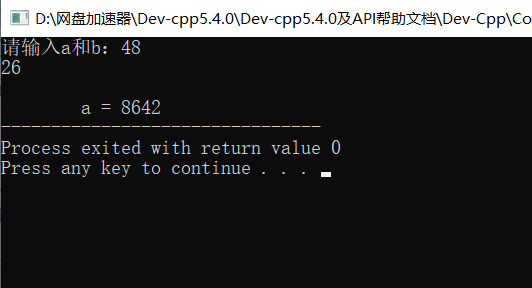 D:\网盘加速器\Dev-cpp5.4.0\Dev-cpp5.4.0及API帮助文档\Dev-Cpp\Co
请输入a和b：48
26
a = 8642
--------------------------------
Process exited with return value 0
Press any key to continue . . .